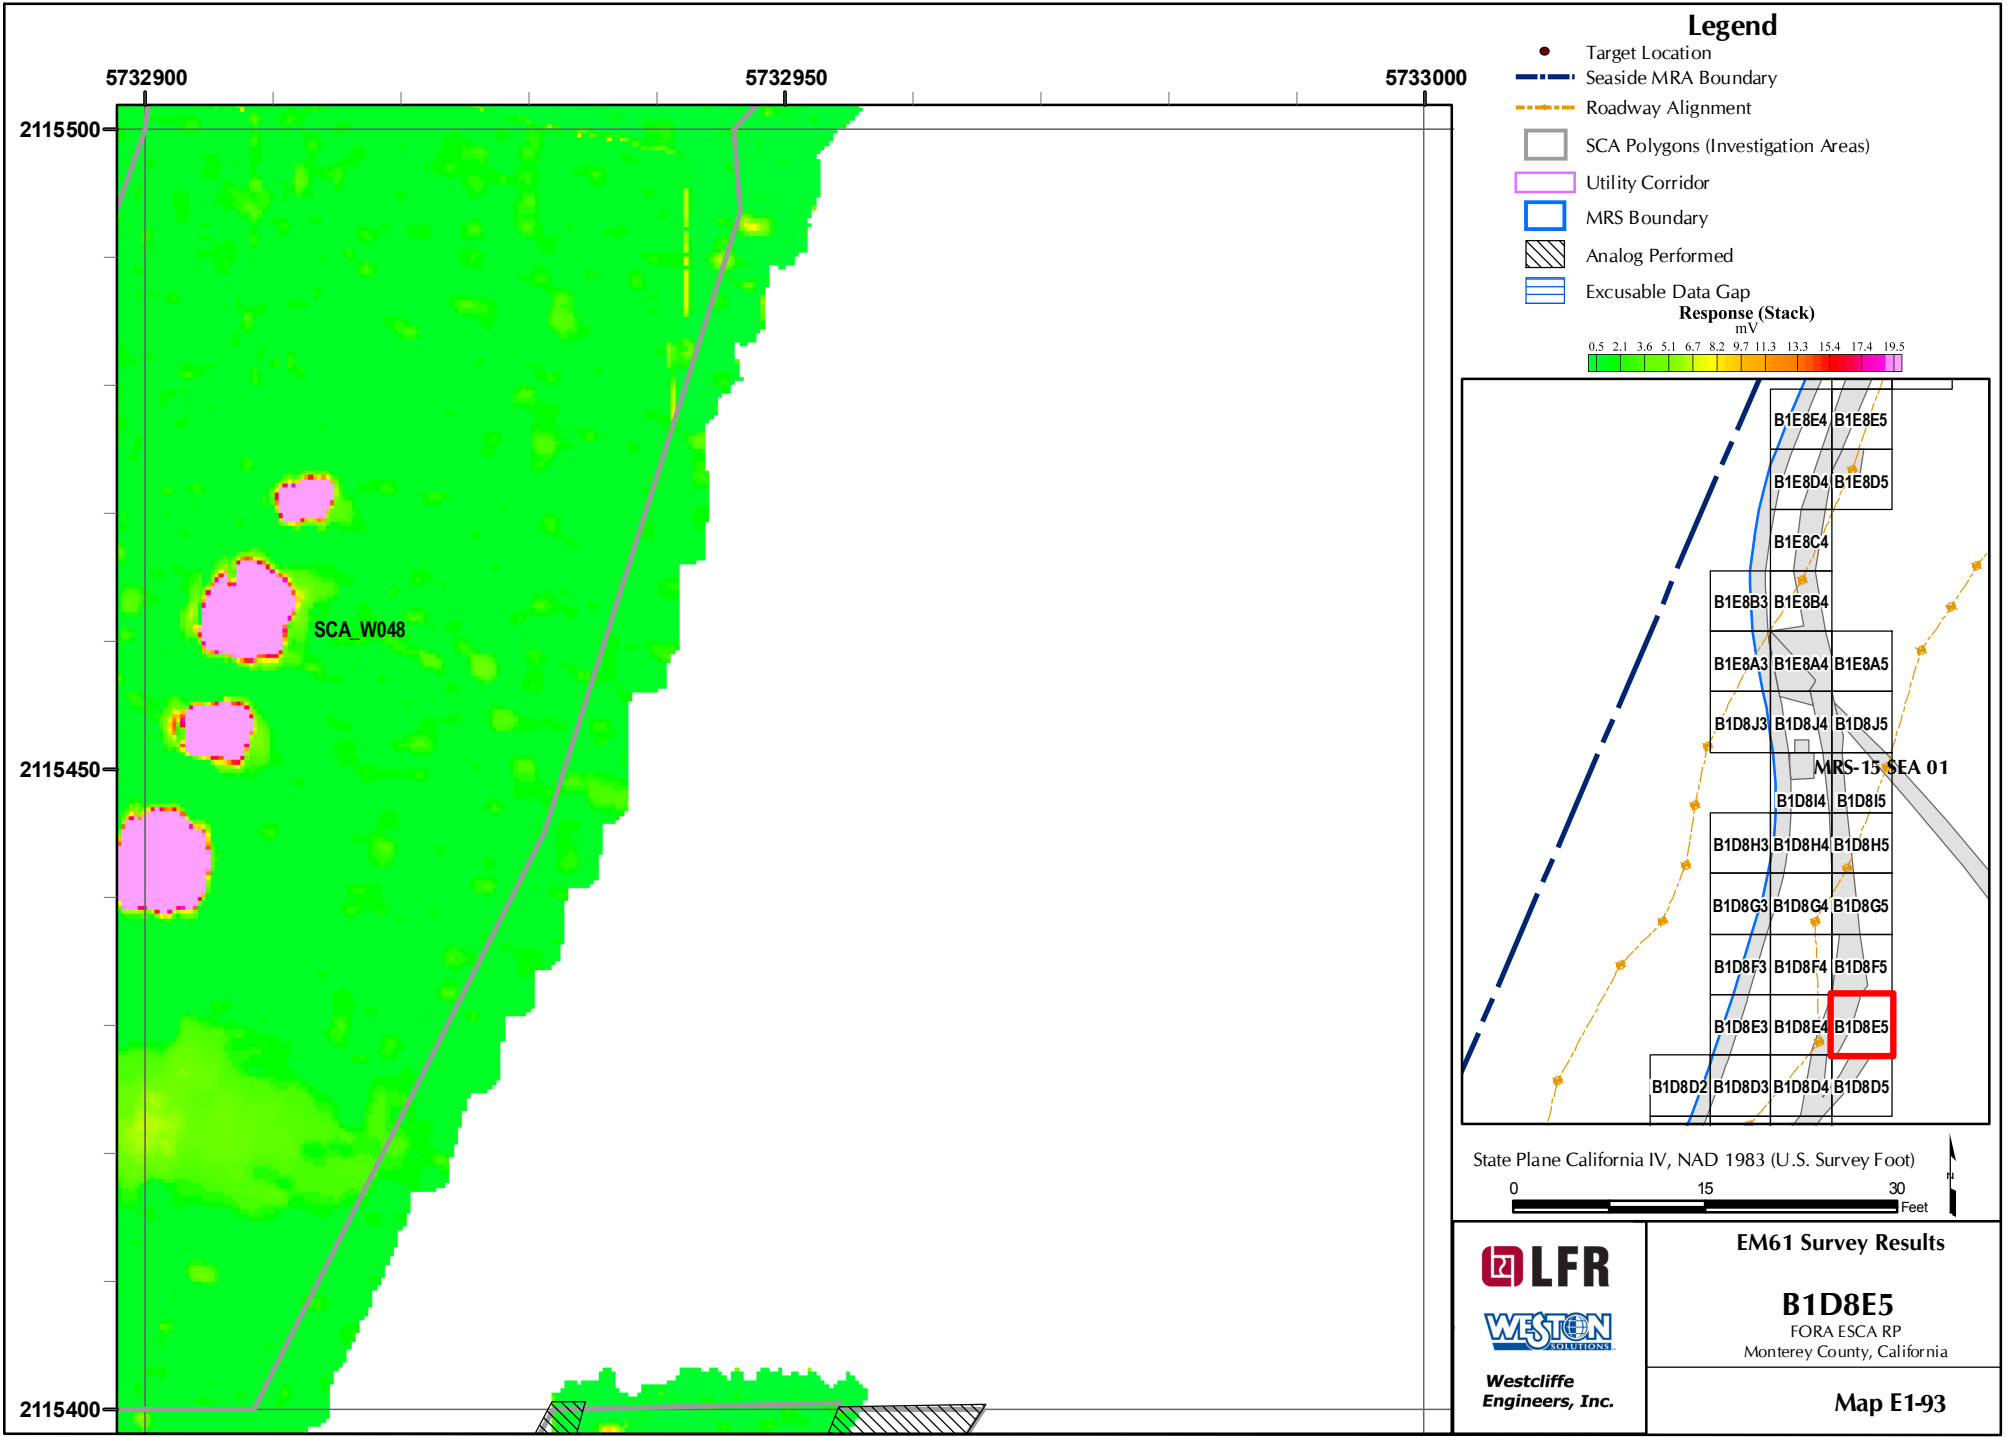 Legend
Target Location
Seaside MRA Boundary
Roadway Alignment
SCA Polygons (Investigation Areas)
Utility Corridor
MRS Boundary
Analog Performed
Excusable Data Gap
Response (Stack)
mV
0.5 2.1 3.6 5.1 6.7 8.2 9.7 11.3 13.3 15.4 17.4 19.5
5732900 5732950 5733000
2115500
SCA_W048
2115450
2115400
B1E8E4 B1E8E5
B1E8D4 B1E8D5
B1E8C4
B1E8B3 B1E8B4
B1E8A3 B1E8A4 B1E8A5
B1D8J3 B1D8J4 B1D8J5
MRS-15 SEA 01
B1D8I4 B1D8I5
B1D8H3 B1D8H4 B1D8H5
B1D8G3 B1D8G4 B1D8G5
B1D8F3 B1D8F4 B1D8F5
B1D8E3 B1D8E4 B1D8E5
B1D8D2 B1D8D3 B1D8D4 B1D8D5
State Plane California IV, NAD 1983 (U.S. Survey Foot)
0 15 30
Feet
N
LFR
WESTON
SOLUTIONS
Westcliffe
Engineers, Inc.
EM61 Survey Results
B1D8E5
FORA ESCA RP
Monterey County, California
Map E1-93